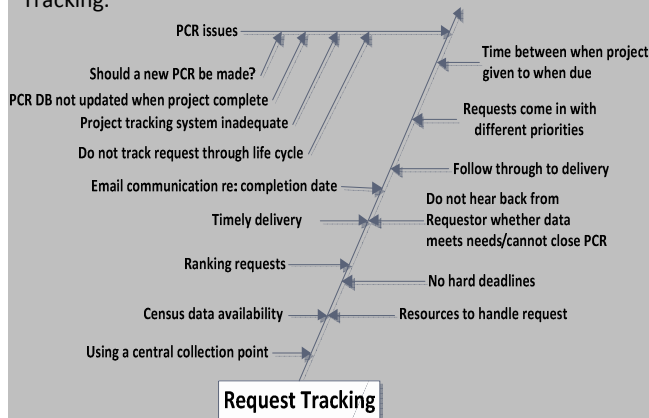 Tracking.
PCR issues
Should a new PCR be made?
PCR DB not updated when project complete
Project tracking system inadequate
Do not track request through life cycle
Email communication re: completion date
Timely delivery
Ranking requests
Census data availability
Using a central collection point
Time between when project
given to when due
Requests come in with
different priorities
Follow through to delivery
Do not hear back from
Requestor whether data
meets needs/cannot close PCR
No hard deadlines
Resources to handle request
Request Tracking